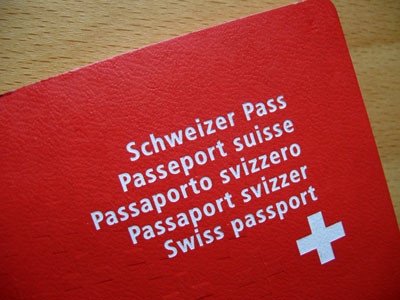 Schweizer Pass
Passeport suisse
Passaporto svizzero
Passaport svizzer
Swiss passport